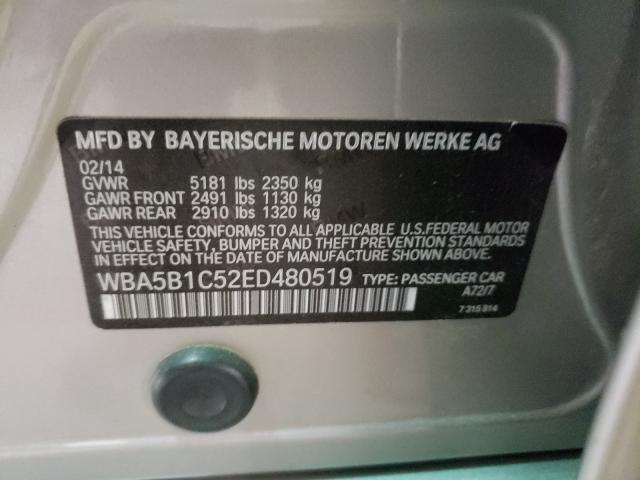 MFD BY BAYERISCHE MOTOREN WERKE AG
02/14
GVWR 5181 lbs 2350 kg
GAWR FRONT 2491 lbs 1130 kg
GAWR REAR 2910 lbs 1320 kg
THIS VEHICLE CONFORMS TO ALL APPLICABLE U.S.FEDERAL MOTOR
VEHICLE SAFETY, BUMPER AND THEFT PREVENTION STANDARDS
IN EFFECT ON THE DATE OF MANUFACTURE SHOWN ABOVE.
WBA5B1C52ED480519 TYPE: PASSENGER CAR
A72/7
7 315 814